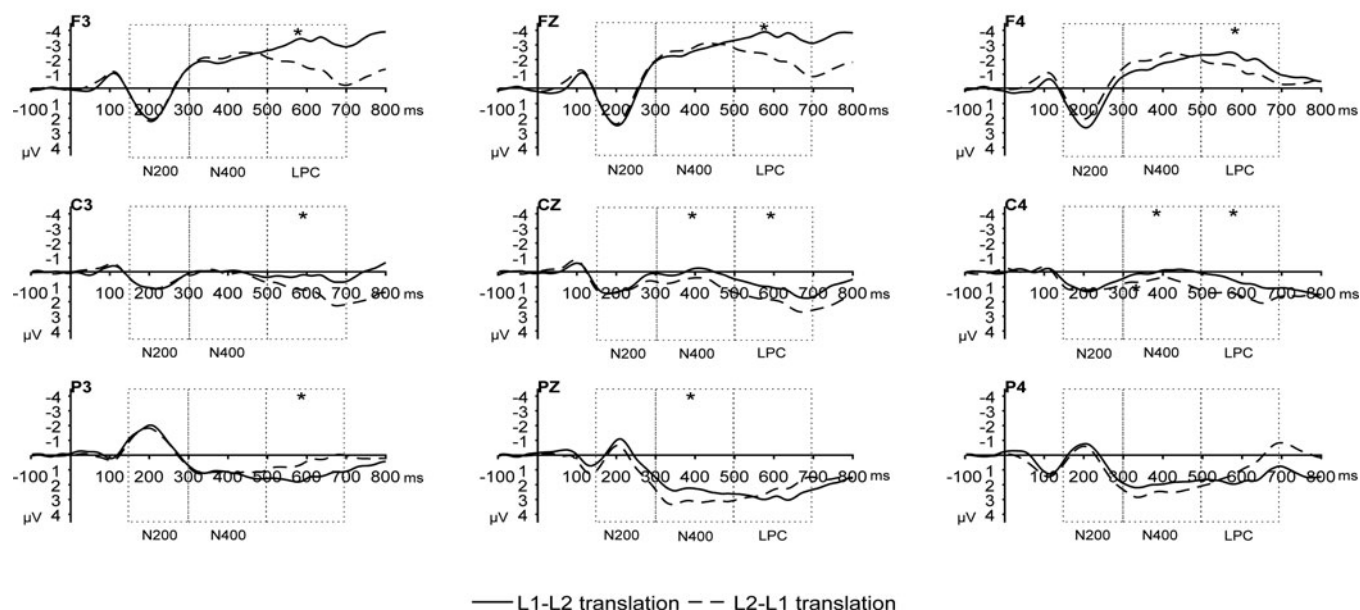 F3 FZ F4
-4 -4 -4
-3 -3 -3
-2 * -2 * -2 *
-1 -1 -1
-100 1 100 200 300 400 500 600 700 800 ms -100 1 100 200 300 400 500 600 700 800 ms -100 1 100 200 300 400 500 600 700 800 ms
2 2 2
3 3 3
µV 4 µV 4 µV 4
N200 N400 LPC N200 N400 LPC N200 N400 LPC
C3 CZ C4
-4 * -4 * * -4 * *
-3 -3 -3
-2 -2 -2
-1 -1 -1
-100 1 100 200 300 400 500 600 700 800 ms -100 1 100 200 300 400 500 600 700 800 ms -100 1 100 200 300 400 500 600 700 800 ms
2 2 2
3 3 3
µV 4 µV 4 µV 4
N200 N400 N200 N400 LPC N200 N400 LPC
P3 PZ P4
-4 * -4 * -4
-3 -3 -3
-2 -2 -2
-1 -1 -1
-100 1 100 200 300 400 500 600 700 800 ms -100 1 100 200 300 400 500 600 700 800 ms -100 1 100 200 300 400 500 600 700 800 ms
2 2 2
3 3 3
µV 4 µV 4 µV 4
N200 N400 N200 N400 LPC N200 N400 LPC
L1-L2 translation L2-L1 translation